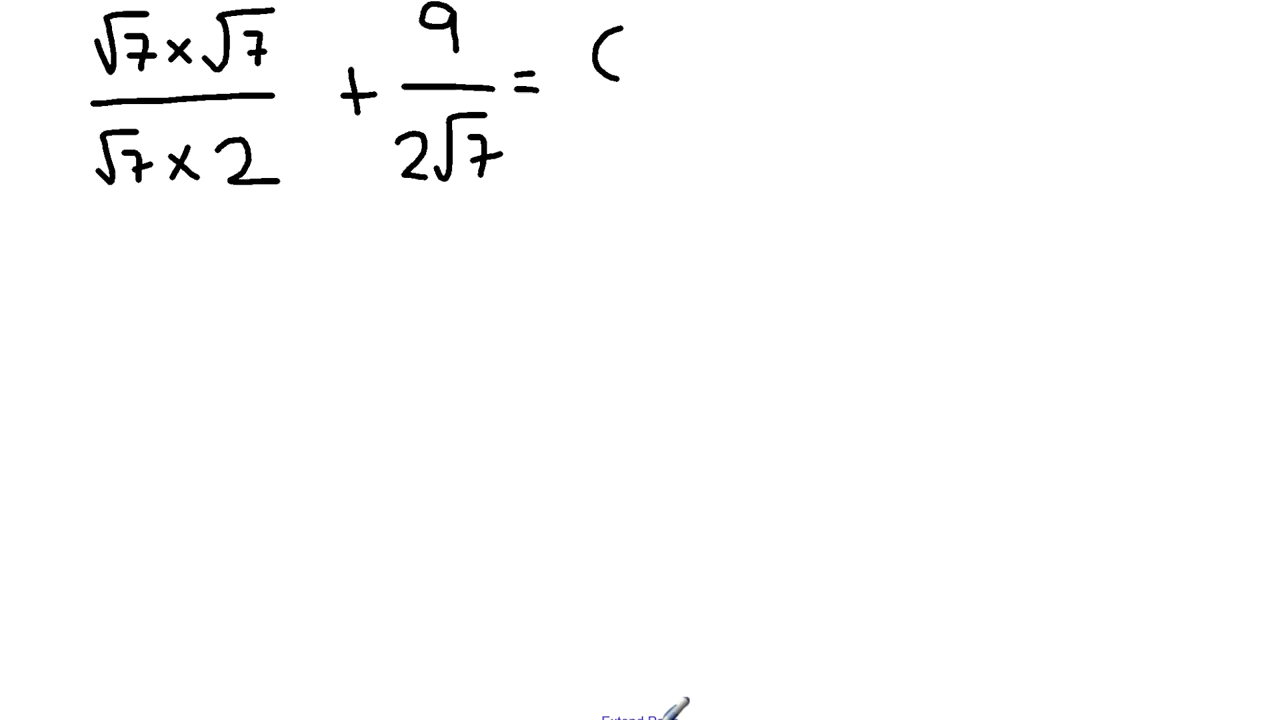 √7×√7 / √7×2 + 9 / 2√7 = (